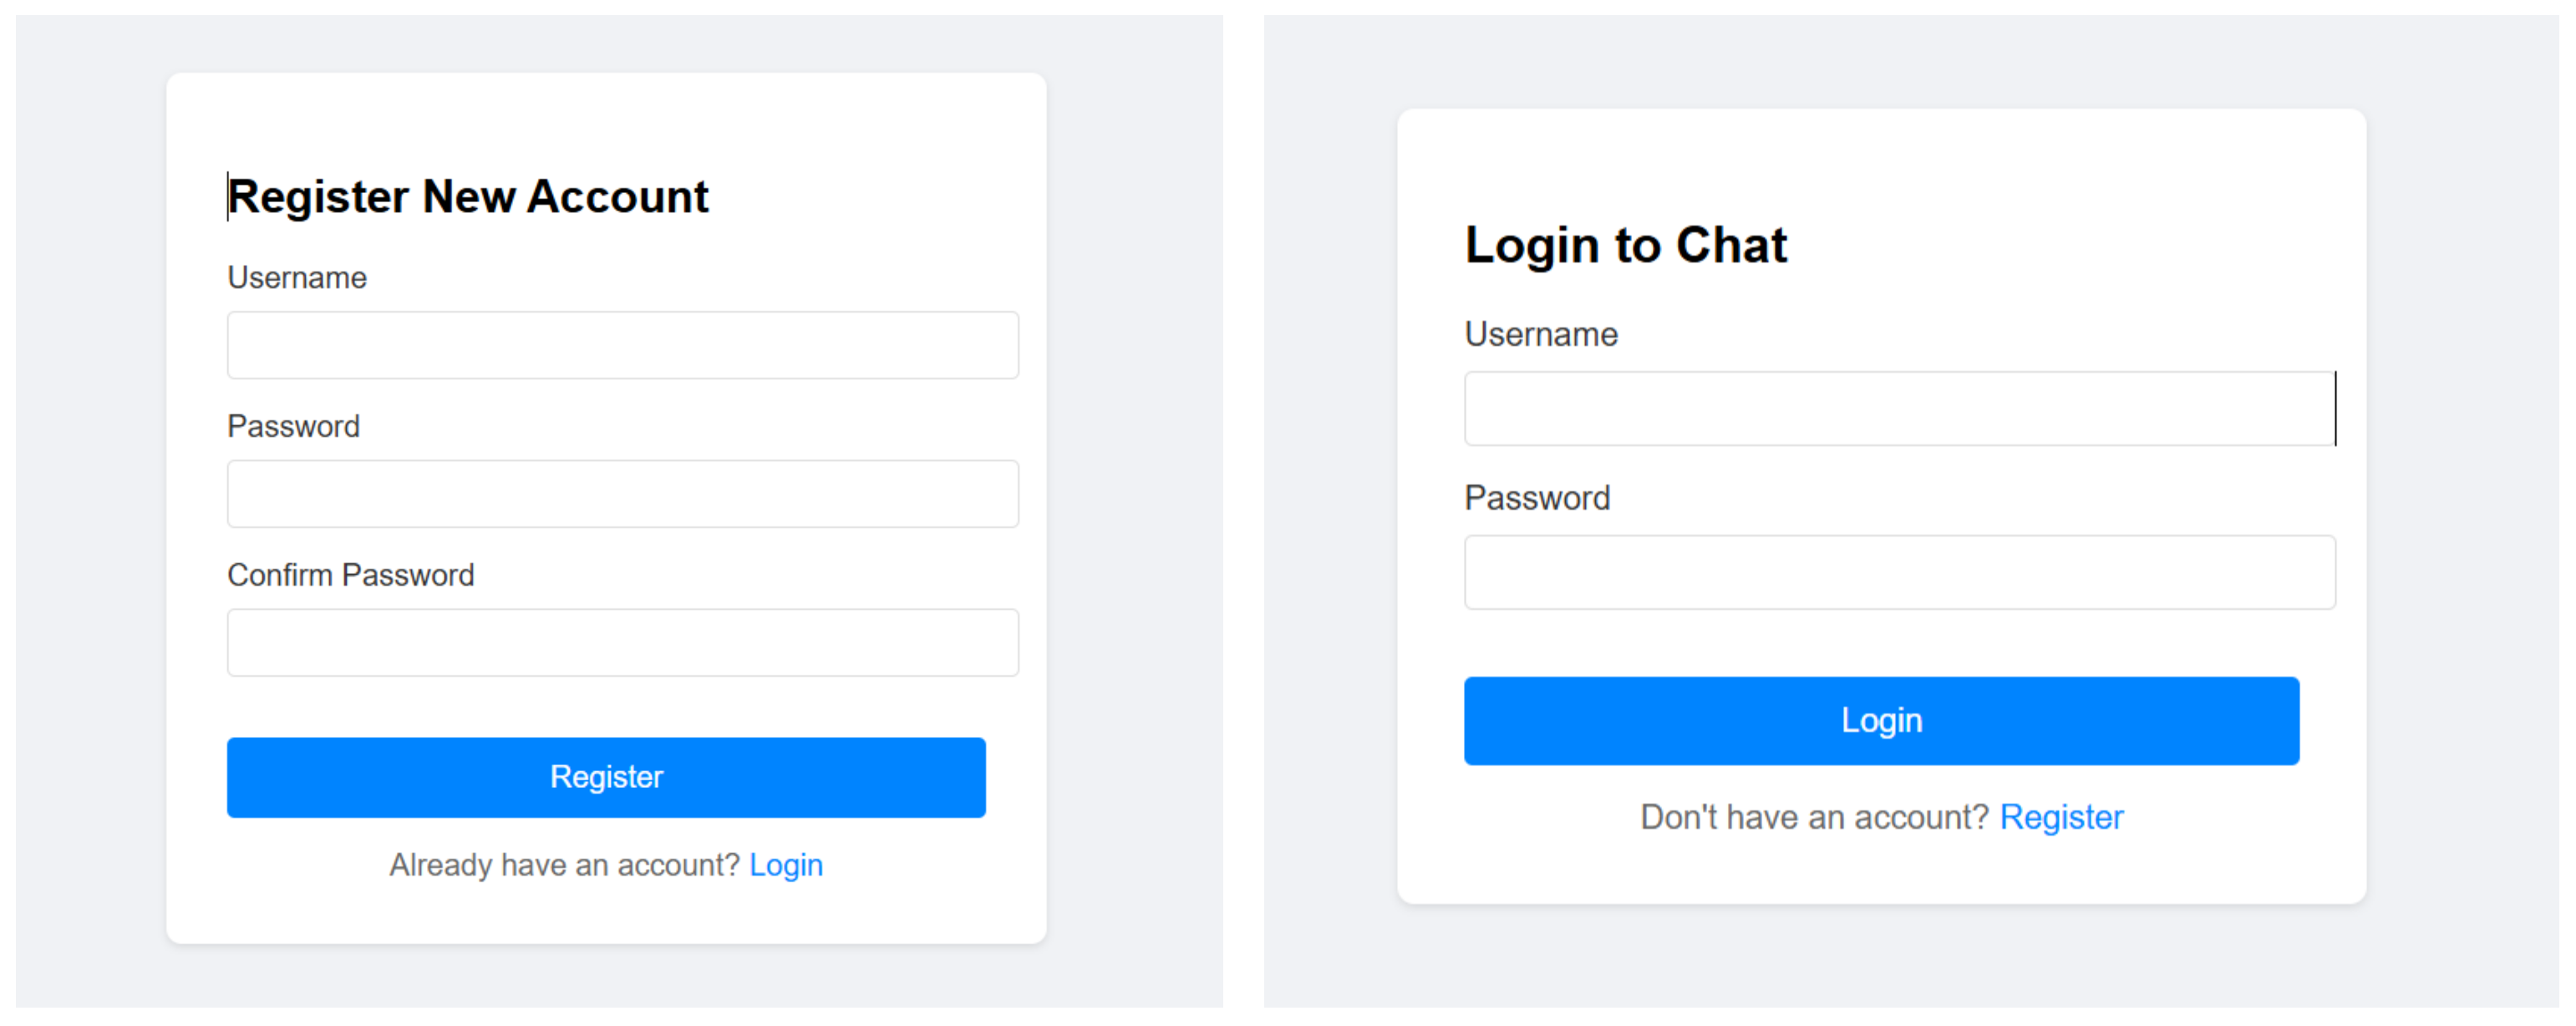 Register New Account
Username
Password
Confirm Password
Register
Already have an account? Login
Login to Chat
Username
Password
Login
Don't have an account? Register